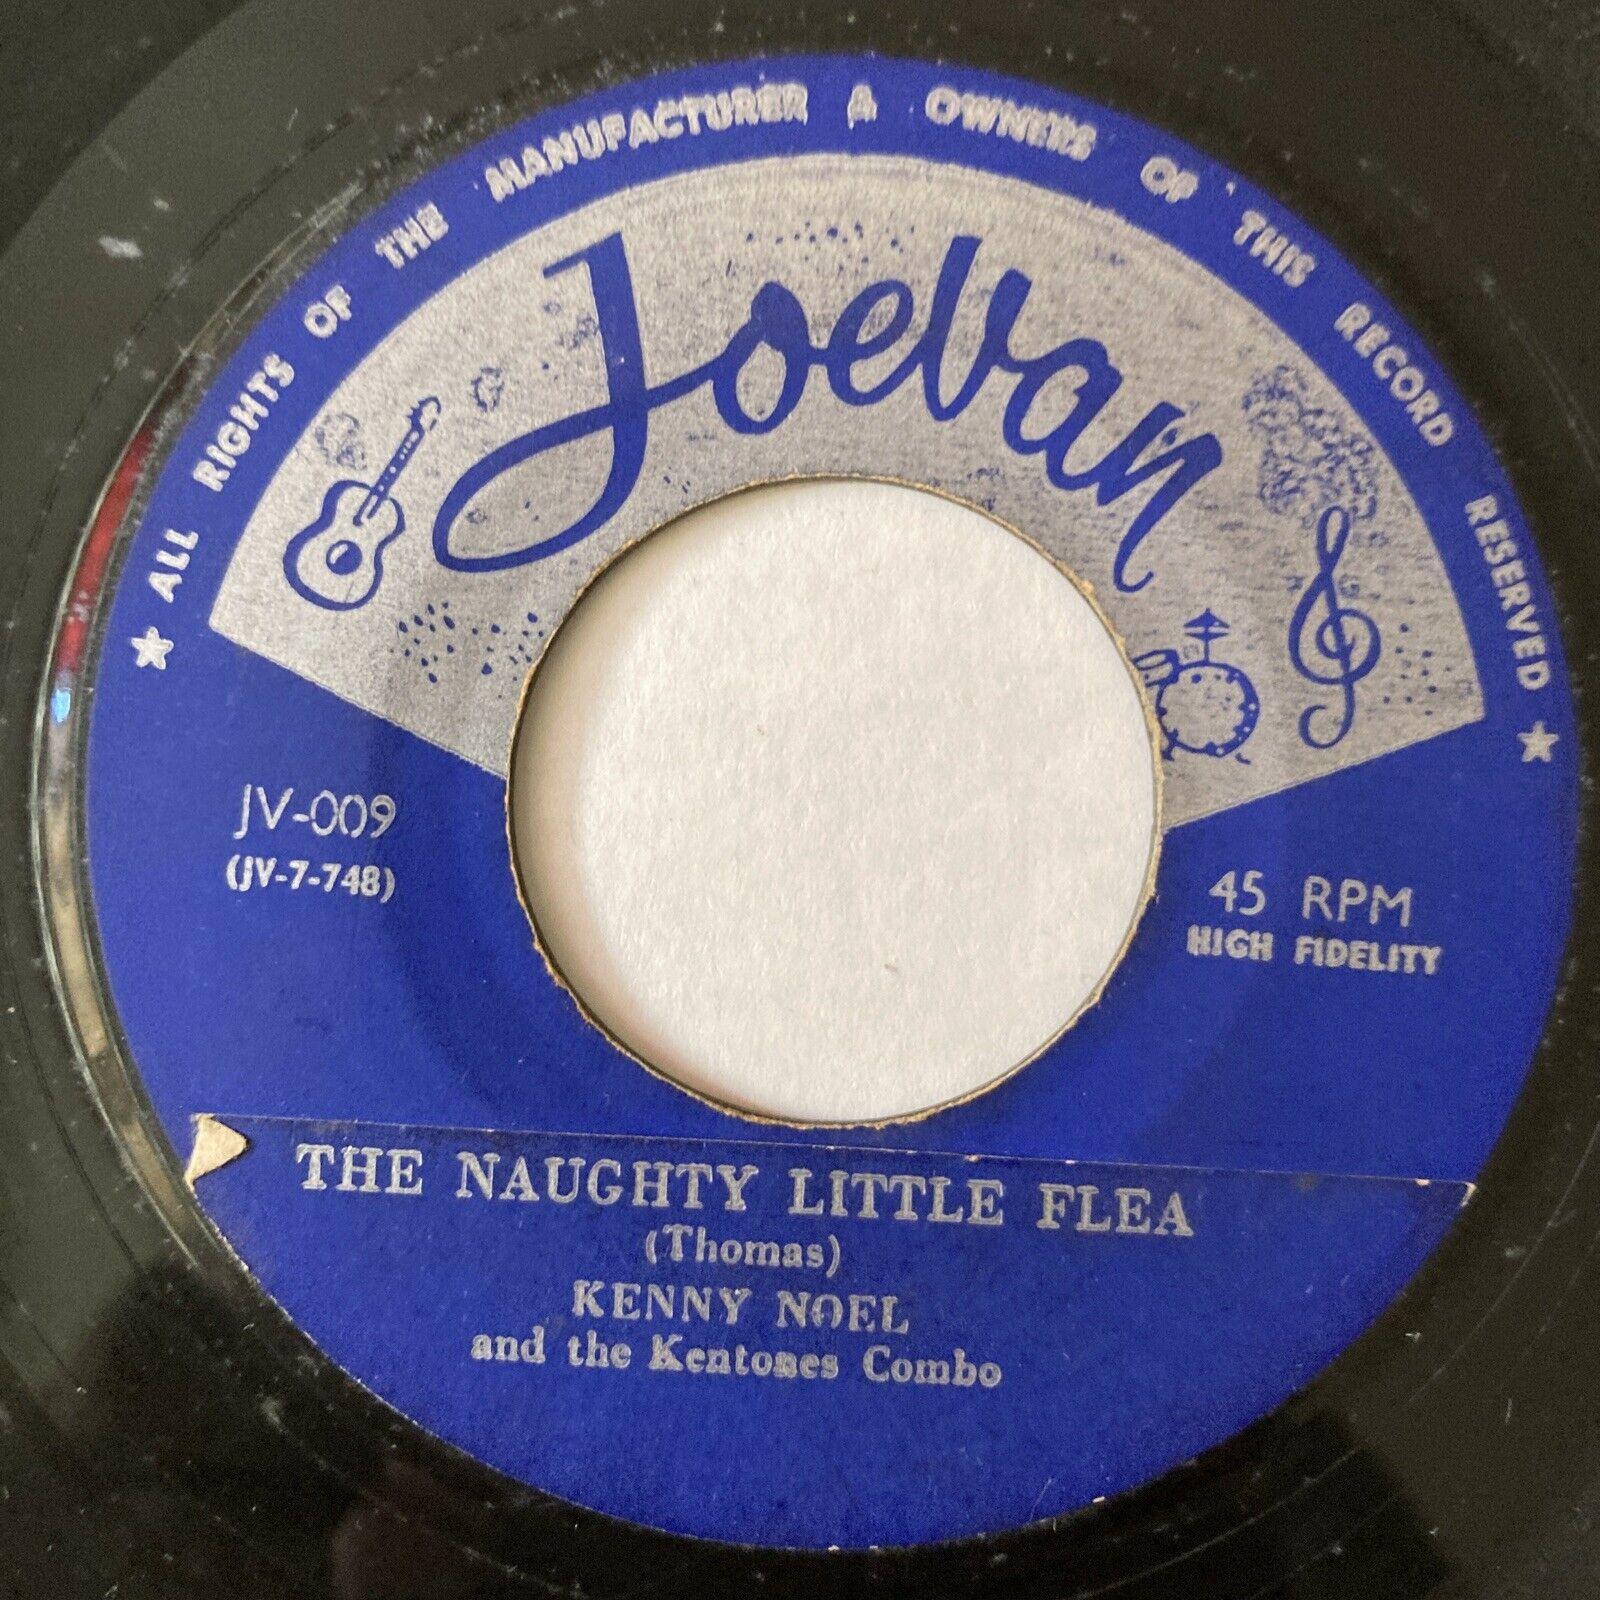 ★ ALL RIGHTS OF THE MANUFACTURER & OWNERS OF THIS RECORD RESERVED ★
Joevan
JV-009
(JV-7-748)
45 RPM
HIGH FIDELITY
THE NAUGHTY LITTLE FLEA
(Thomas)
KENNY NOEL
and the Kentones Combo